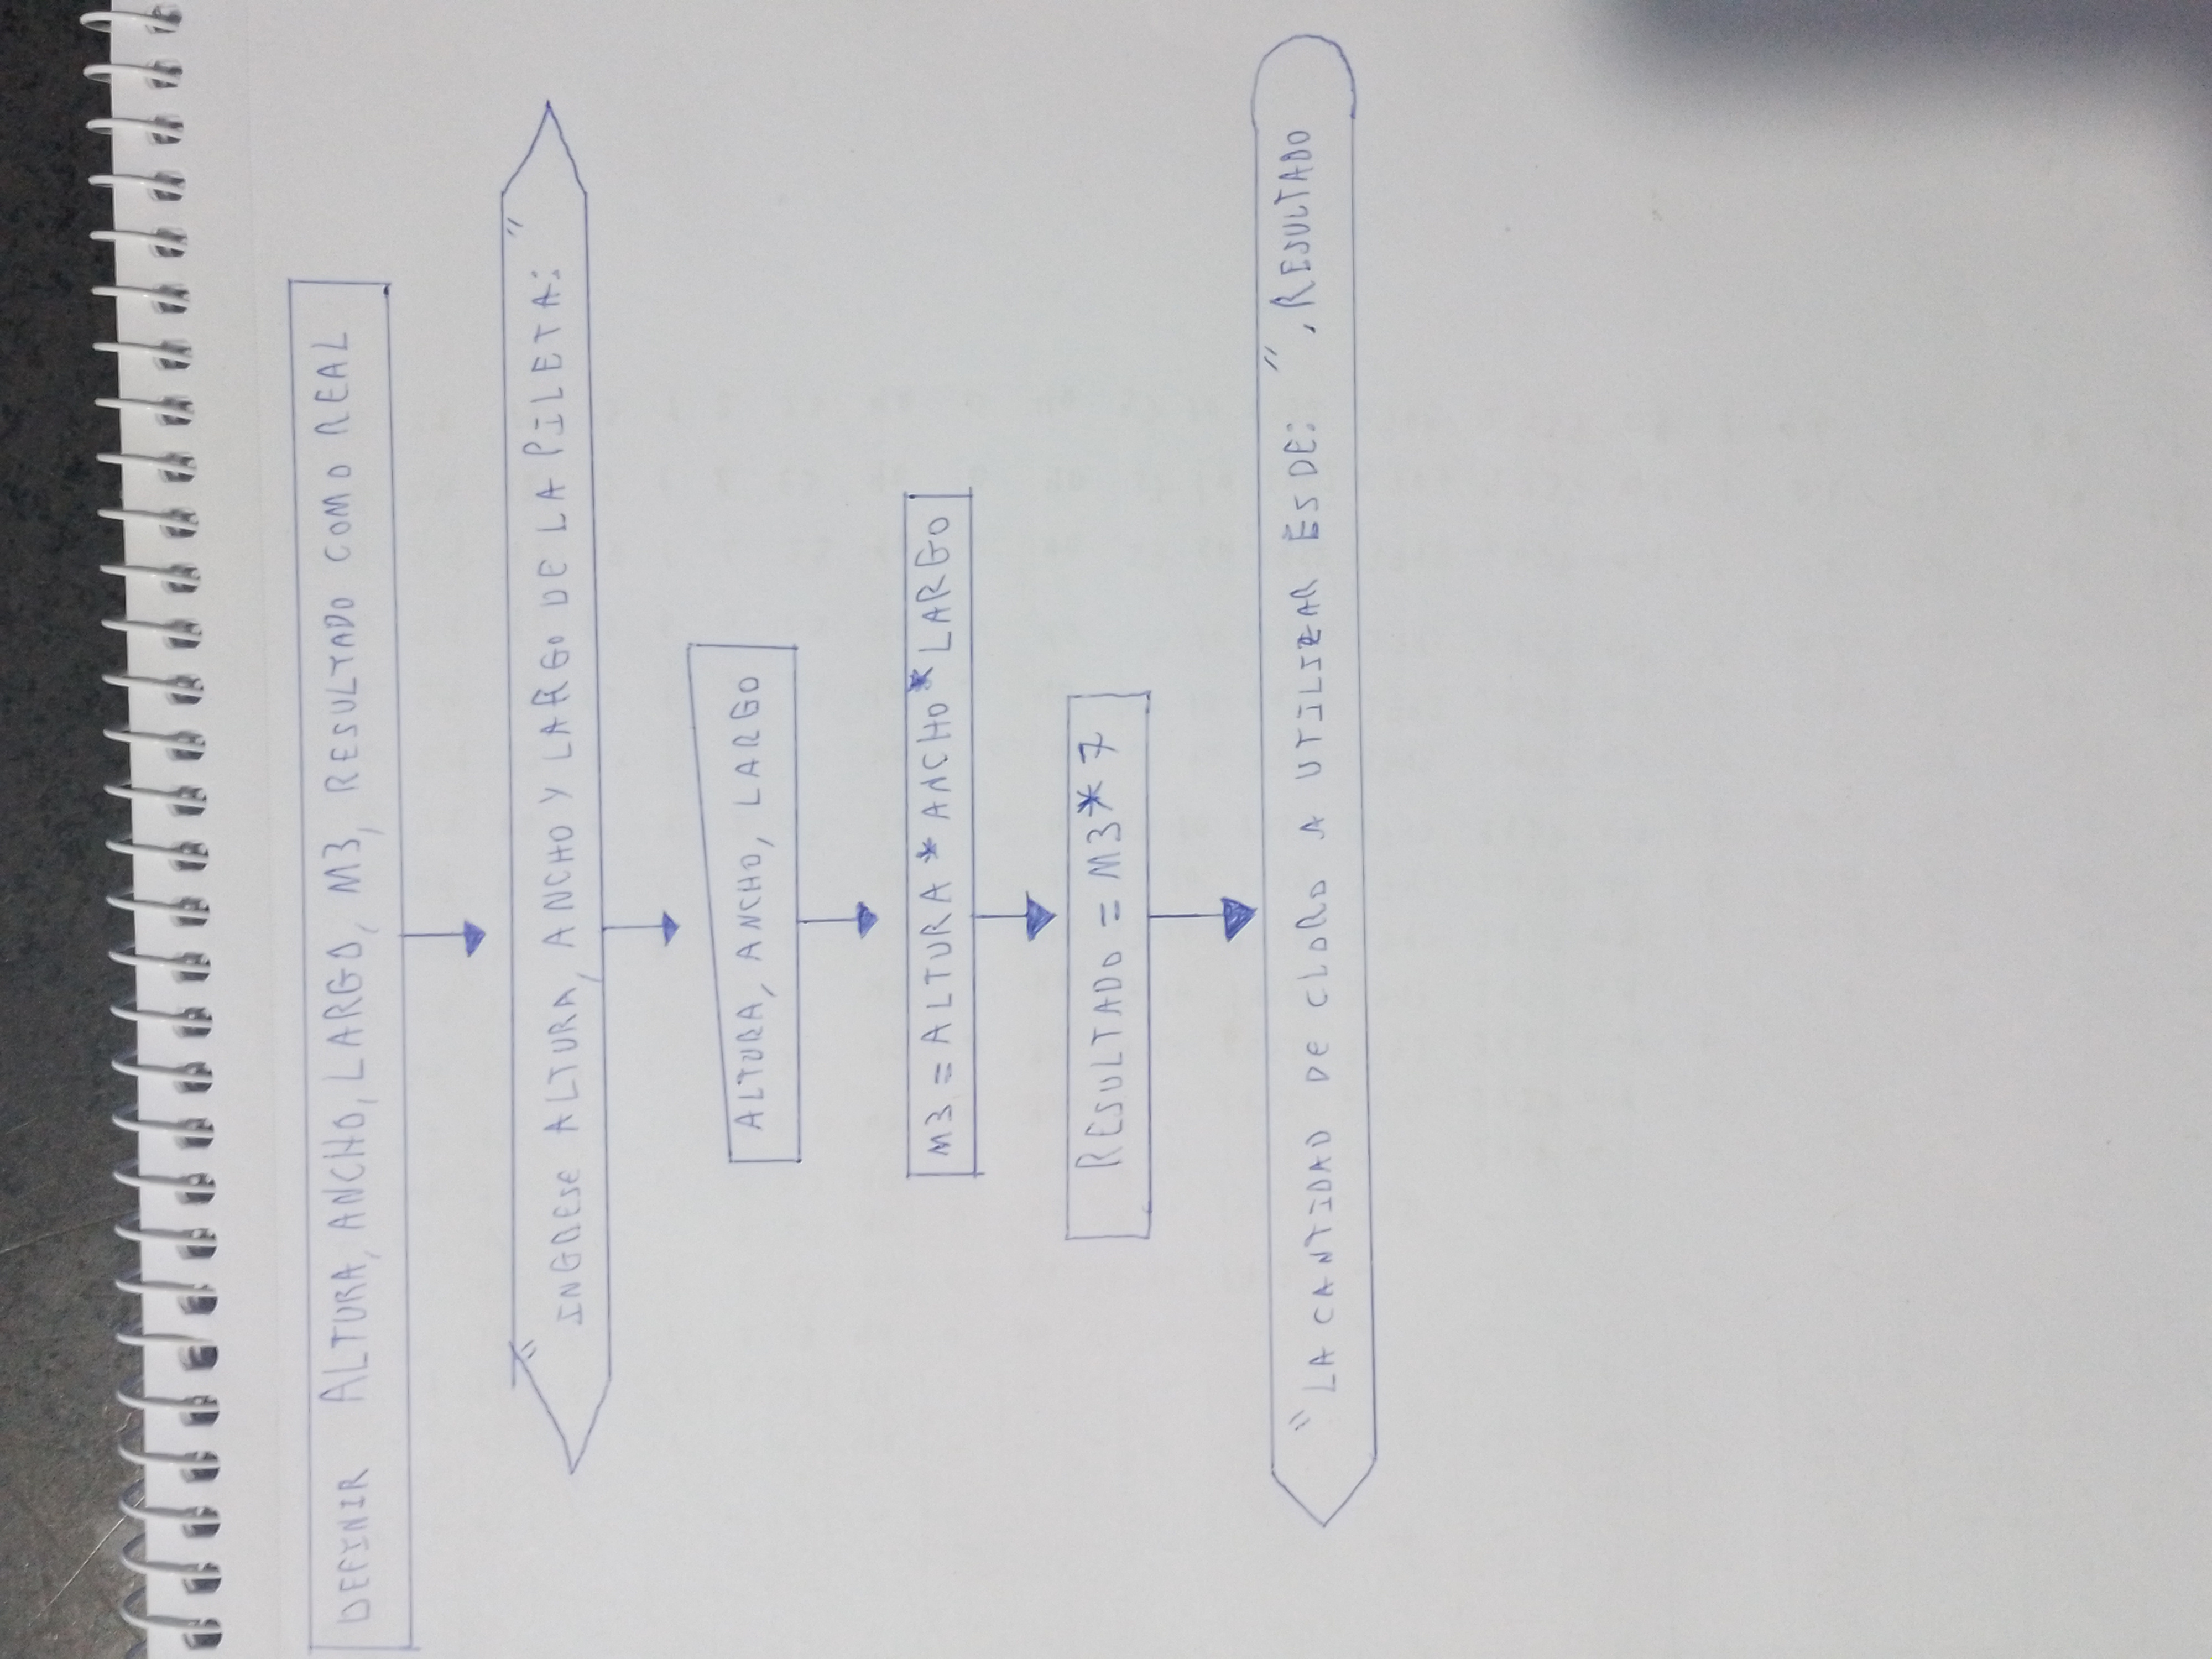 DEFINIR ALTURA, ANCHO, LARGO, M3, RESULTADO COMO REAL
"INGRESE ALTURA, ANCHO Y LARGO DE LA PILETA: "
ALTURA, ANCHO, LARGO
M3 = ALTURA * ANCHO * LARGO
RESULTADO = M3 * 7
"LA CANTIDAD DE CLORO A UTILIZAR ES DE: ", RESULTADO